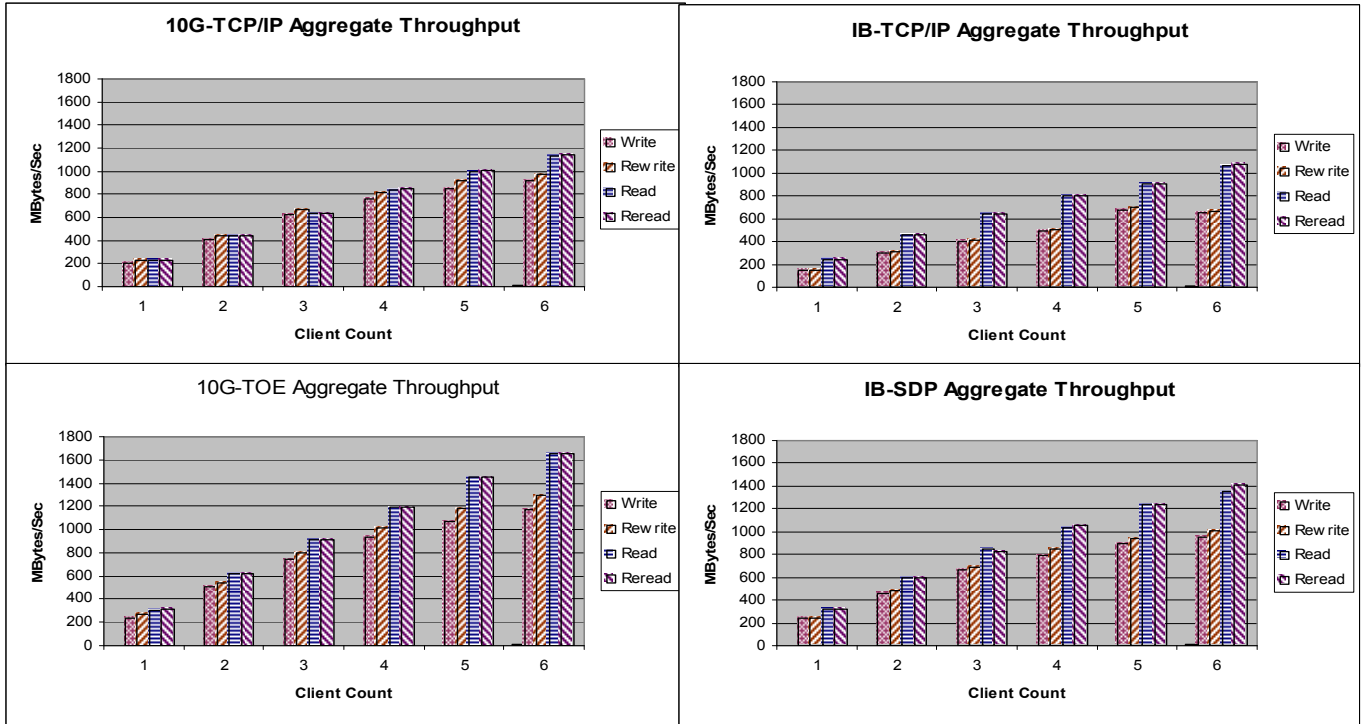 10G-TCP/IP Aggregate Throughput
1800
1600
1400
1200
1000
800
600
400
200
0
MBytes/Sec
1 2 3 4 5 6
Client Count
Write
Rew rite
Read
Reread
IB-TCP/IP Aggregate Throughput
1800
1600
1400
1200
1000
800
600
400
200
0
MBytes/Sec
1 2 3 4 5 6
Client Count
Write
Rew rite
Read
Reread
10G-TOE Aggregate Throughput
1800
1600
1400
1200
1000
800
600
400
200
0
MBytes/Sec
1 2 3 4 5 6
Client Count
Write
Rew rite
Read
Reread
IB-SDP Aggregate Throughput
1800
1600
1400
1200
1000
800
600
400
200
0
MBytes/Sec
1 2 3 4 5 6
Client Count
Write
Rew rite
Read
Reread